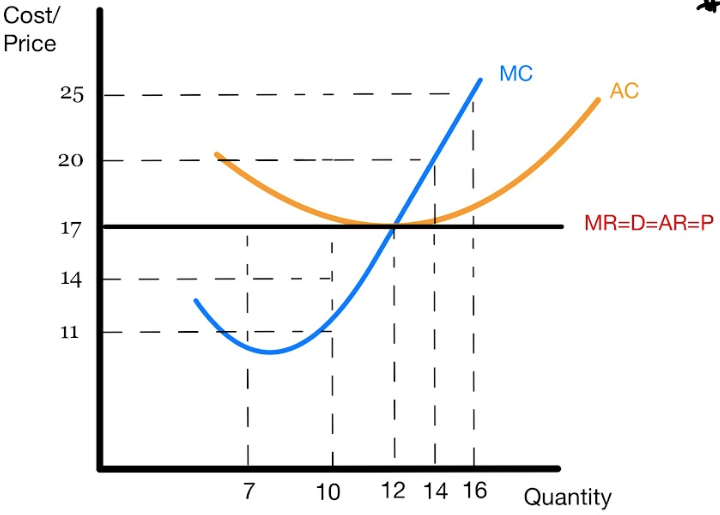 Cost/
Price
MC
25
AC
20
17
MR=D=AR=P
14
11
7 10 12 14 16
Quantity